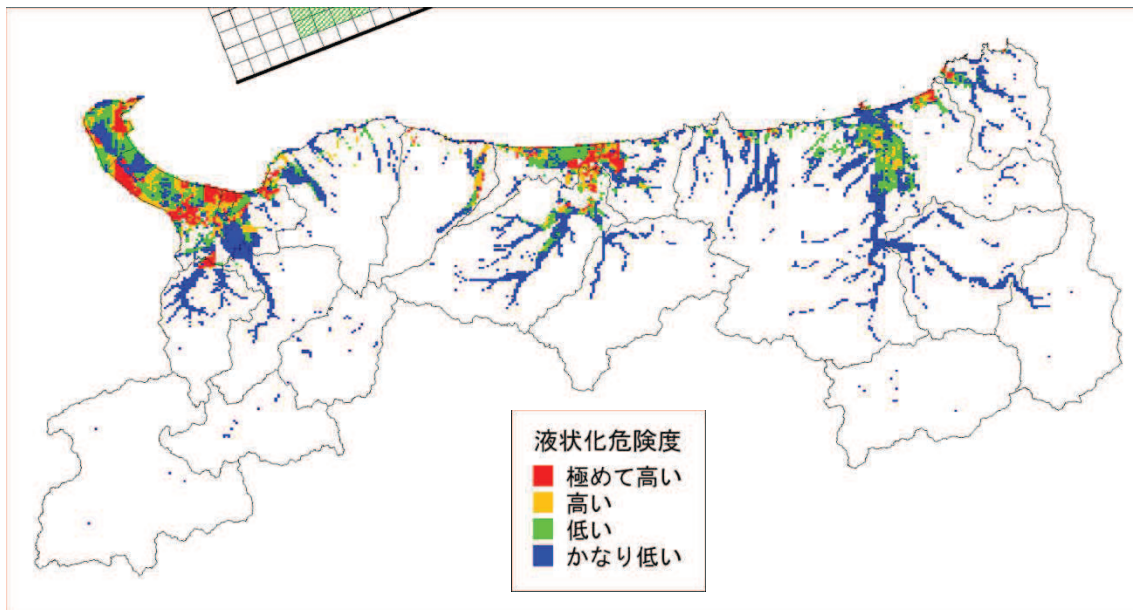 液状化危険度
極めて高い
高い
低い
かなり低い